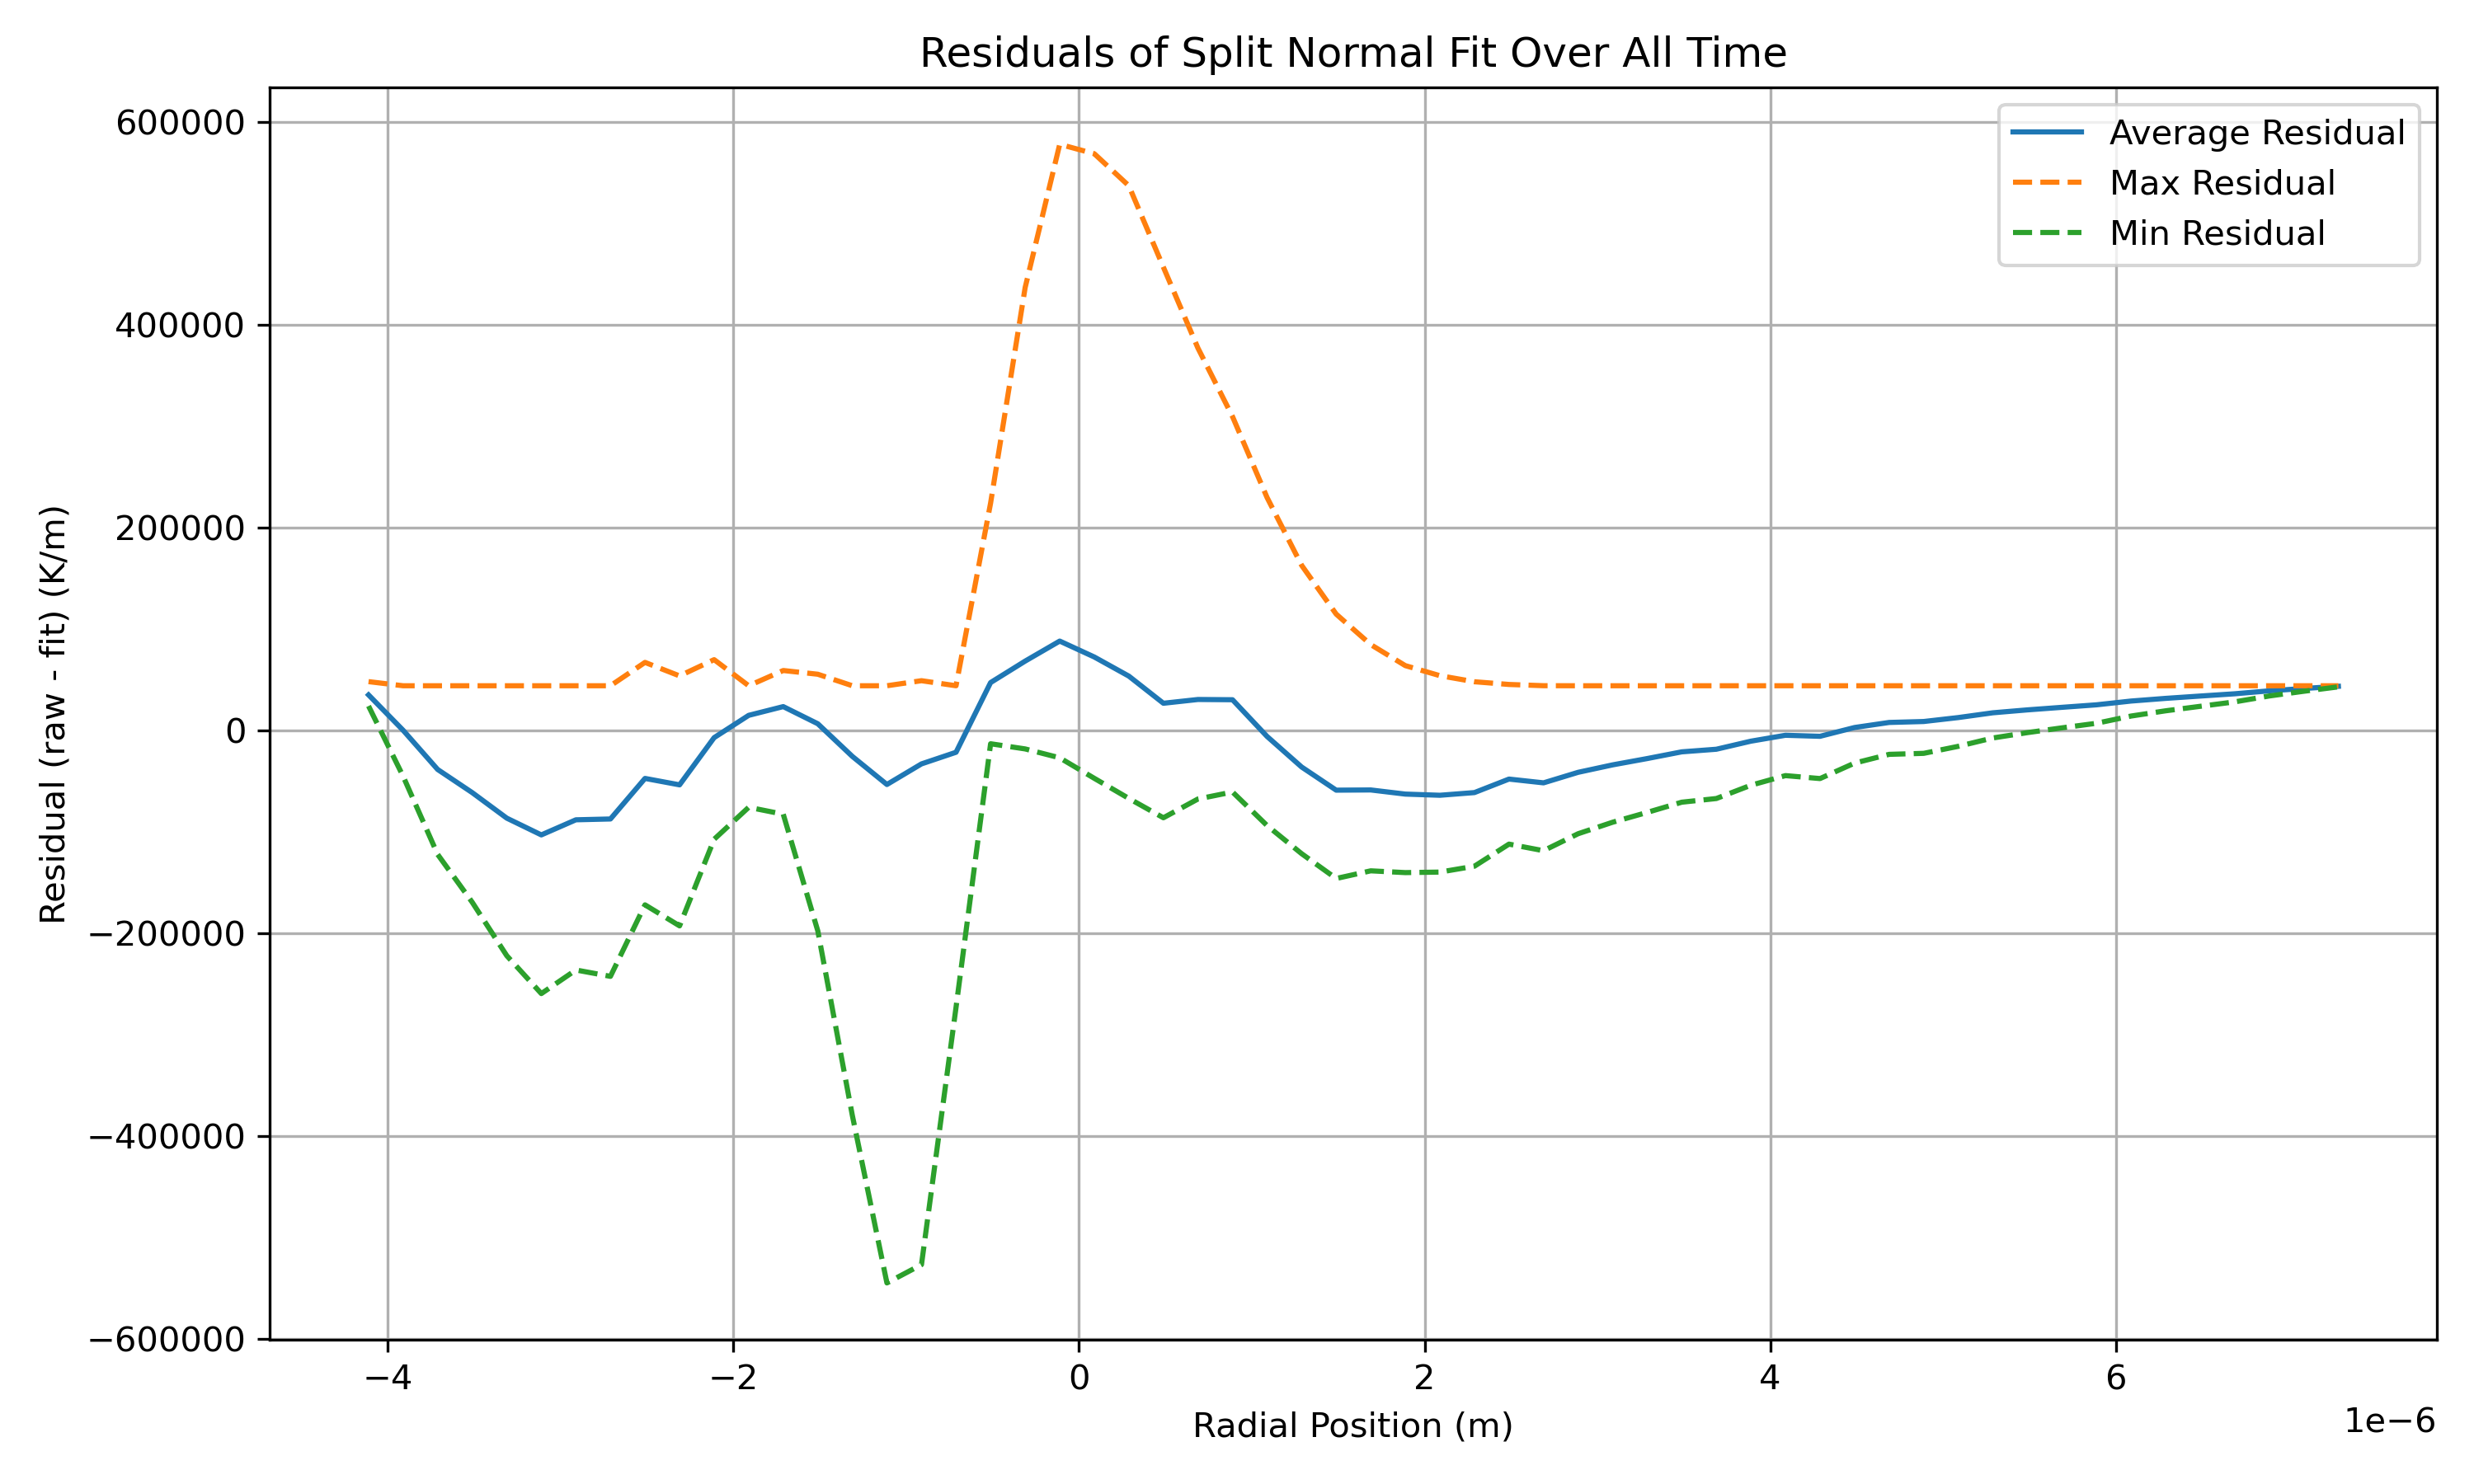 Residuals of Split Normal Fit Over All Time
Average Residual
Max Residual
Min Residual
600000
400000
200000
0
−200000
−400000
−600000
Residual (raw - fit) (K/m)
−4
−2
0
2
4
6
1e−6
Radial Position (m)